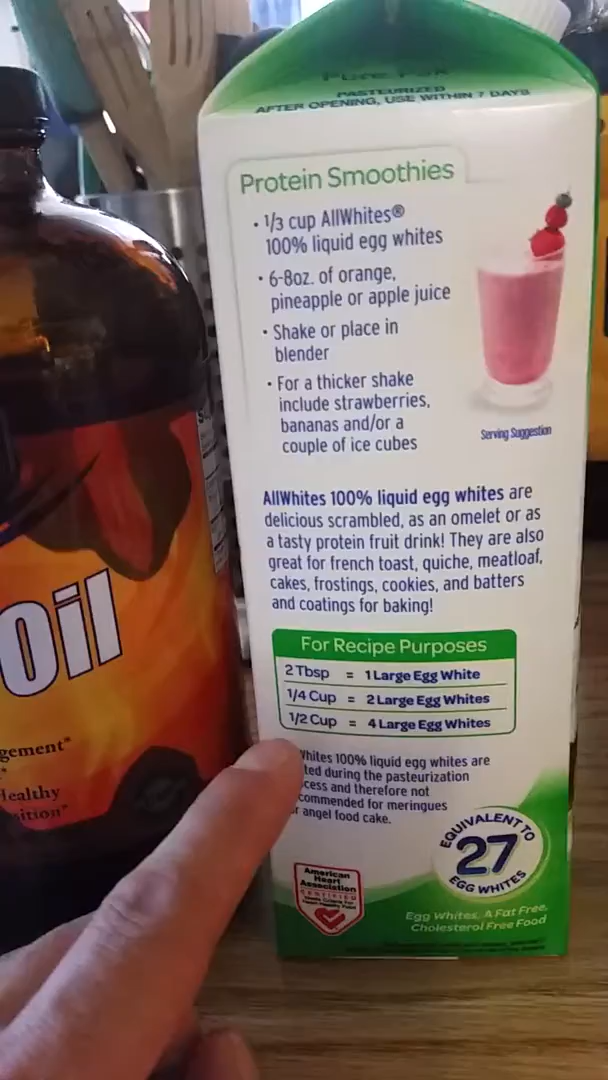 PASTEURIZED
AFTER OPENING, USE WITHIN 7 DAYS
Protein Smoothies
• 1/3 cup AllWhites®
100% liquid egg whites
• 6-8oz. of orange,
pineapple or apple juice
• Shake or place in
blender
• For a thicker shake
include strawberries,
bananas and/or a
couple of ice cubes
Serving Suggestion
AllWhites 100% liquid egg whites are
delicious scrambled, as an omelet or as
a tasty protein fruit drink! They are also
great for french toast, quiche, meatloaf,
cakes, frostings, cookies, and batters
and coatings for baking!
For Recipe Purposes
2 Tbsp = 1 Large Egg White
1/4 Cup = 2 Large Egg Whites
1/2 Cup = 4 Large Egg Whites
Whites 100% liquid egg whites are
ted during the pasteurization
cess and therefore not
commended for meringues
r angel food cake.
EQUIVALENT TO
27
EGG WHITES
American
Heart
Association
CERTIFIED
Egg Whites, A Fat Free,
Cholesterol Free Food
Oil
gement*
Healthy
ition*